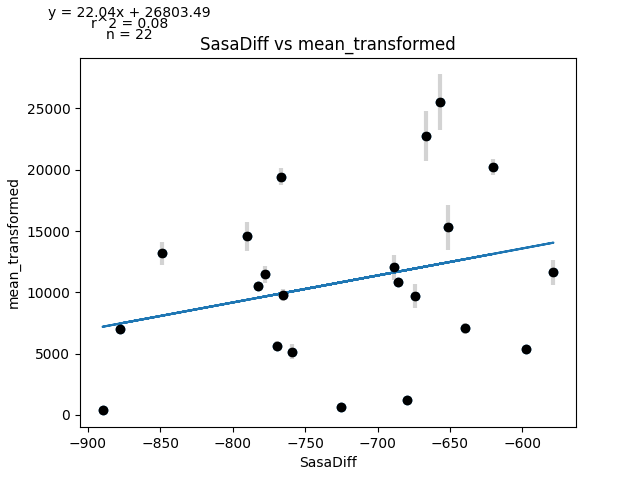 y = 22.04x + 26803.49
r^2 = 0.08
n = 22
SasaDiff vs mean_transformed
mean_transformed
25000
20000
15000
10000
5000
0
−900
−850
−800
−750
−700
−650
−600
SasaDiff